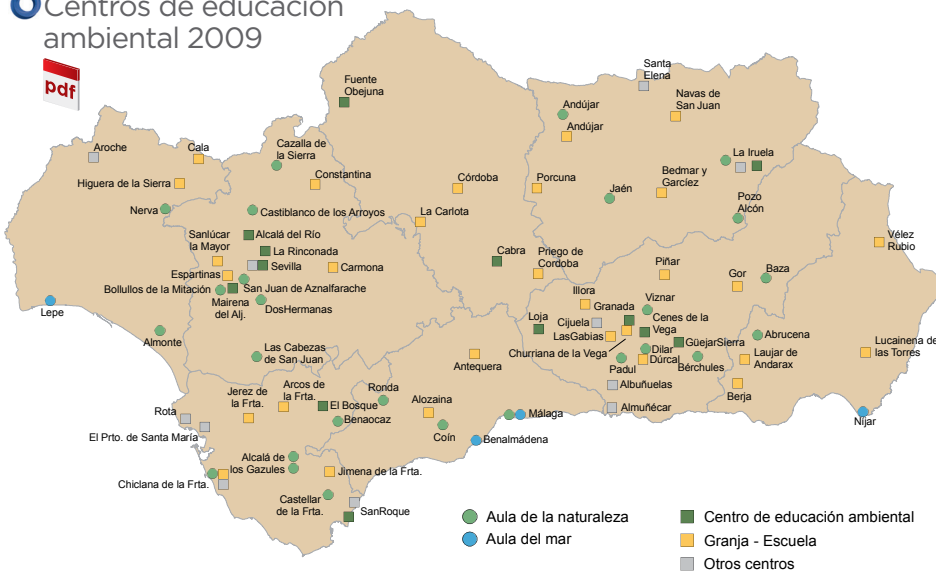 Centros de educación
ambiental 2009
pdf
Santa
Elena
Fuente
Obejuna
Navas de
San Juan
Andújar
Andújar
Aroche
Cala
Cazalla de
la Sierra
La Iruela
Higuera de la Sierra
Constantina
Córdoba
Porcuna
Bedmar y
Garcíez
Jaén
Pozo
Alcón
Nerva
Castiblanco de los Arroyos
La Carlota
Sanlúcar
la Mayor
Alcalá del Río
La Rinconada
Sevilla
Carmona
Cabra
Priego de
Cordoba
Piñar
Vélez
Rubio
Espartinas
Bollullos de la Mitación
San Juan de Aznalfarache
Mairena
del Alj.
DosHermanas
Gor
Baza
Illora
Granada
Viznar
Lepe
Loja
Cijuela
Cenes de la
Vega
LasGabias
Almonte
Churriana de la Vega
GüejarSierra
Abrucena
Lucainena de
las Torres
Las Cabezas
de San Juan
Antequera
Dilar
Dúrcal
Padul
Bérchules
Laujar de
Andarax
Albuñuelas
Berja
Jerez de
la Frta.
Arcos de
la Frta.
Ronda
Alozaina
Rota
El Bosque
Benaocaz
Málaga
Almuñécar
Níjar
El Prto. de Santa María
Coín
Benalmádena
Alcalá de
los Gazules
Jimena de la Frta.
Chiclana de la Frta.
Castellar
de la Frta.
SanRoque
Aula de la naturaleza
Aula del mar
Centro de educación ambiental
Granja - Escuela
Otros centros